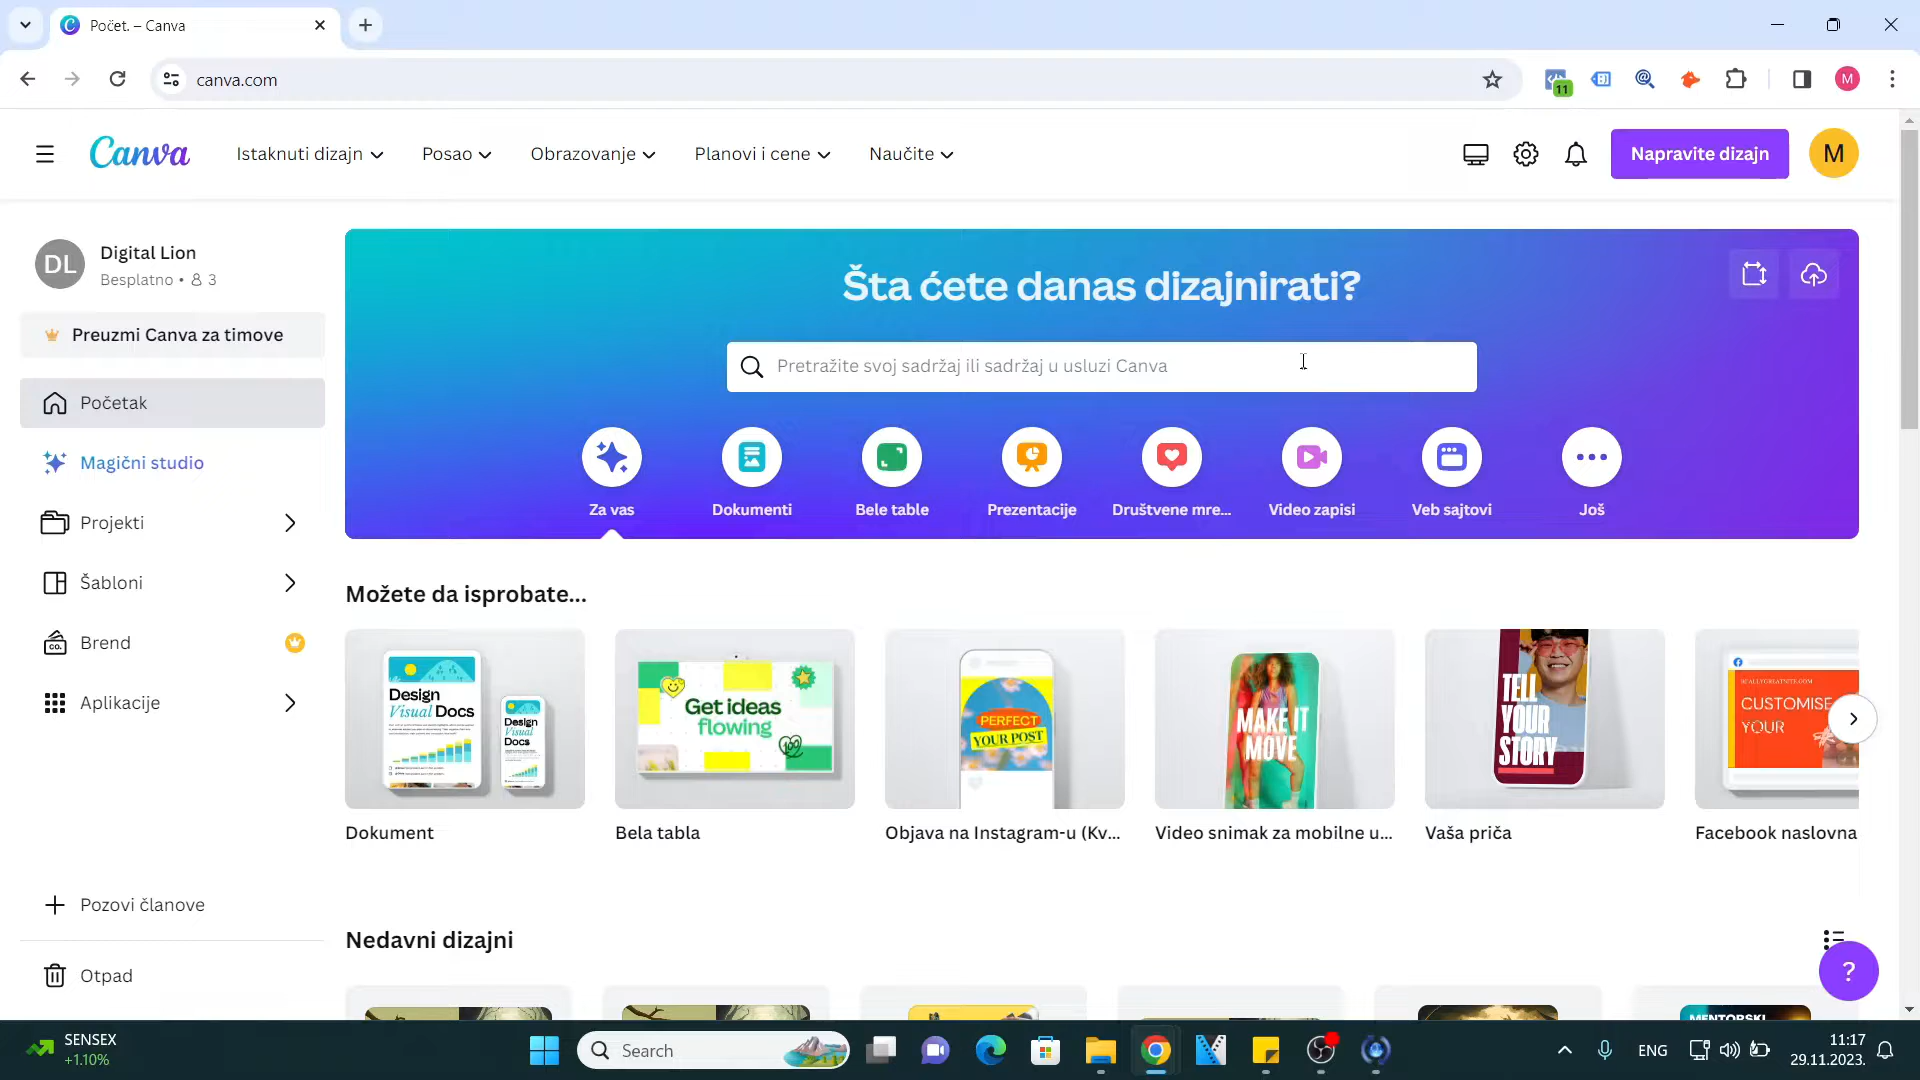 Počet. – Canva
canva.com
11
M
Canva
Istaknuti dizajn
Posao
Obrazovanje
Planovi i cene
Naučite
Napravite dizajn
M
DL
Digital Lion
Besplatno • 3
Preuzmi Canva za timove
Početak
Magični studio
Projekti
Šabloni
Brend
Aplikacije
Pozovi članove
Otpad
Šta ćete danas dizajnirati?
Pretražite svoj sadržaj ili sadržaj u usluzi Canva
Za vas
Dokumenti
Bele table
Prezentacije
Društvene mre...
Video zapisi
Veb sajtovi
Još
Možete da isprobate...
Design
Visual Docs
Design
Visual
Docs
Get ideas
flowing
100
PERFECT
YOUR POST
MAKE IT
MOVE
TELL
YOUR
STORY
REALLYGREATSITE.COM
CUSTOMISE
YOUR
Dokument
Bela tabla
Objava na Instagram-u (Kv...
Video snimak za mobilne u...
Vaša priča
Facebook naslovna
Nedavni dizajni
MENTORSKI
?
SENSEX
+1.10%
Search
ENG
11:17
29.11.2023.